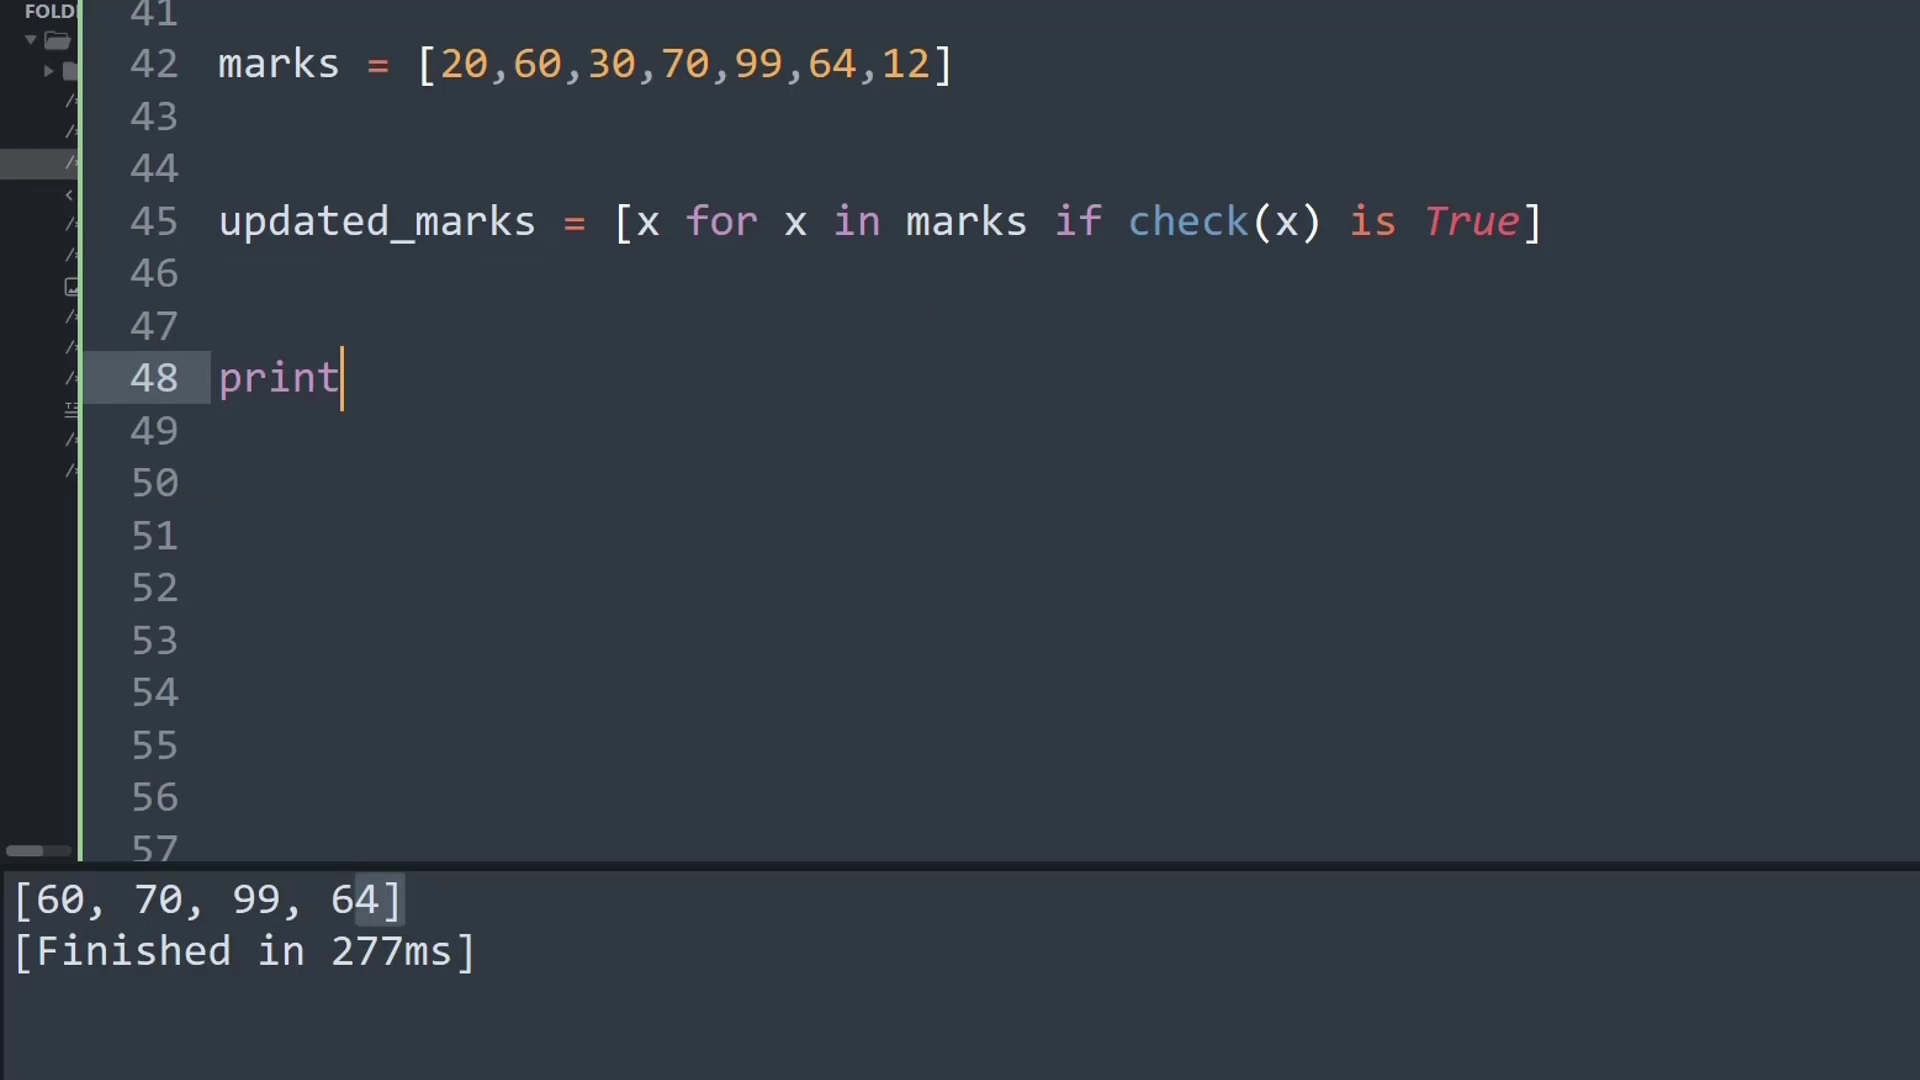 FOLD
41
42 marks = [20,60,30,70,99,64,12]
43
44
45 updated_marks = [x for x in marks if check(x) is True]
46
47
48 print
49
50
51
52
53
54
55
56
57
[60, 70, 99, 64]
[Finished in 277ms]